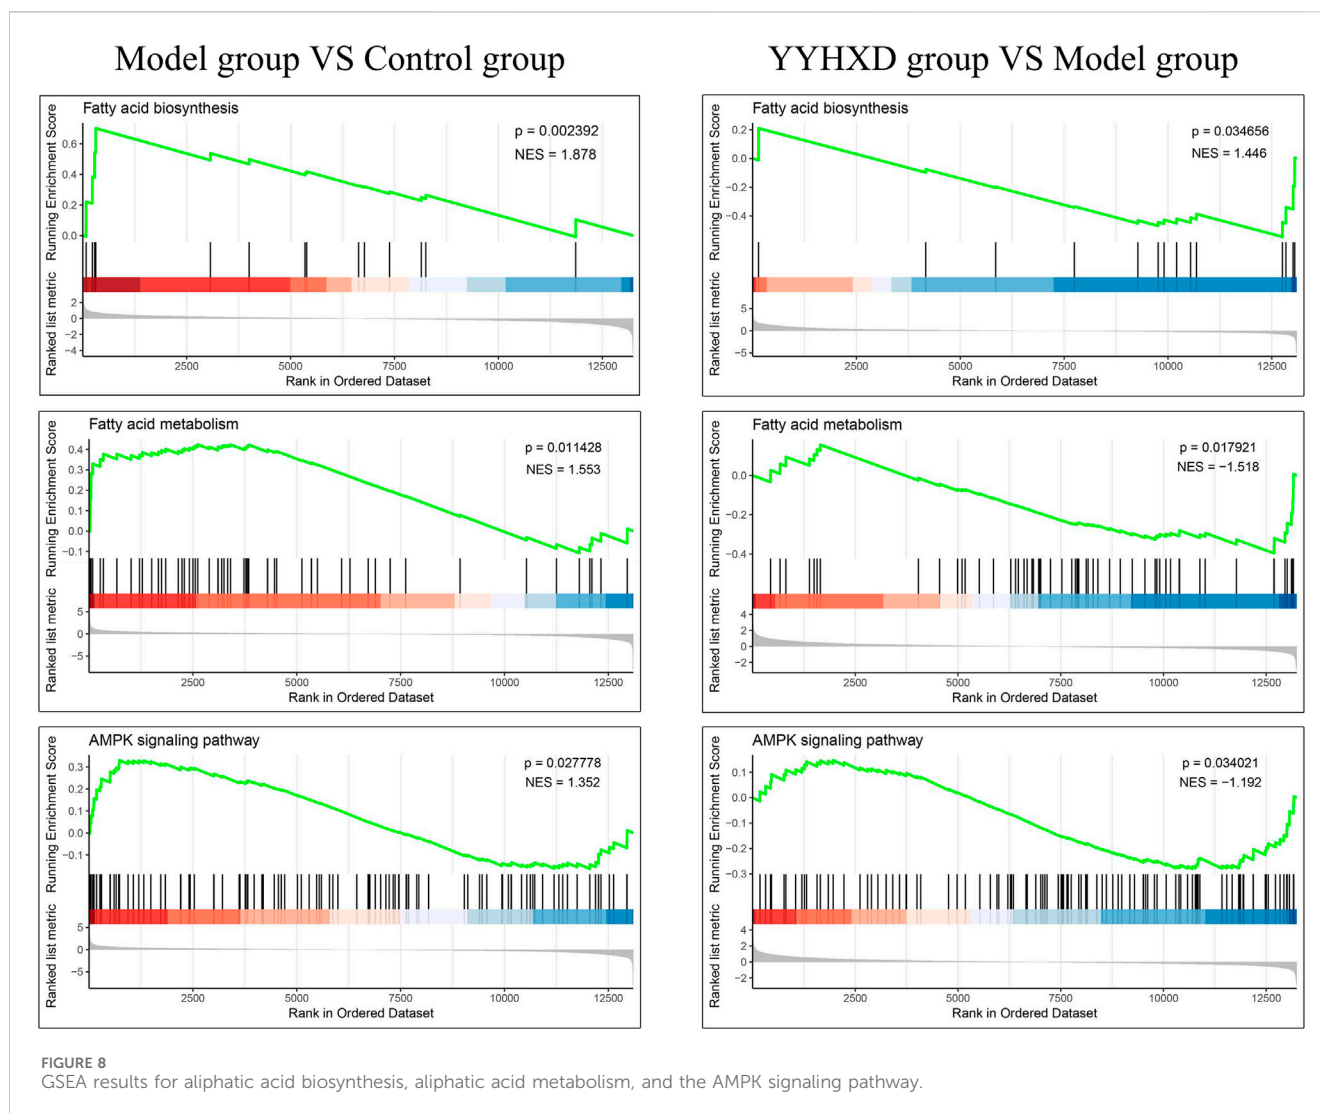 Model group VS Control group
YYHXD group VS Model group
Fatty acid biosynthesis
Running Enrichment Score
0.6
0.4
0.2
0.0
p = 0.002392
NES = 1.878
Ranked list metric
2
0
−2
−4
2500 5000 7500 10000 12500
Rank in Ordered Dataset
Fatty acid biosynthesis
Running Enrichment Score
0.2
0.0
−0.2
−0.4
p = 0.034656
NES = 1.446
Ranked list metric
5
0
−5
2500 5000 7500 10000 12500
Rank in Ordered Dataset
Fatty acid metabolism
Running Enrichment Score
0.4
0.3
0.2
0.1
0.0
−0.1
p = 0.011428
NES = 1.553
Ranked list metric
5
0
−5
2500 5000 7500 10000 12500
Rank in Ordered Dataset
Fatty acid metabolism
Running Enrichment Score
0.0
−0.2
−0.4
p = 0.017921
NES = −1.518
Ranked list metric
4
2
0
−2
2500 5000 7500 10000 12500
Rank in Ordered Dataset
AMPK signaling pathway
Running Enrichment Score
0.3
0.2
0.1
0.0
−0.1
p = 0.027778
NES = 1.352
Ranked list metric
5
0
−5
2500 5000 7500 10000 12500
Rank in Ordered Dataset
AMPK signaling pathway
Running Enrichment Score
0.1
0.0
−0.1
−0.2
−0.3
p = 0.034021
NES = −1.192
Ranked list metric
4
2
0
−2
2500 5000 7500 10000 12500
Rank in Ordered Dataset
FIGURE 8
GSEA results for aliphatic acid biosynthesis, aliphatic acid metabolism, and the AMPK signaling pathway.